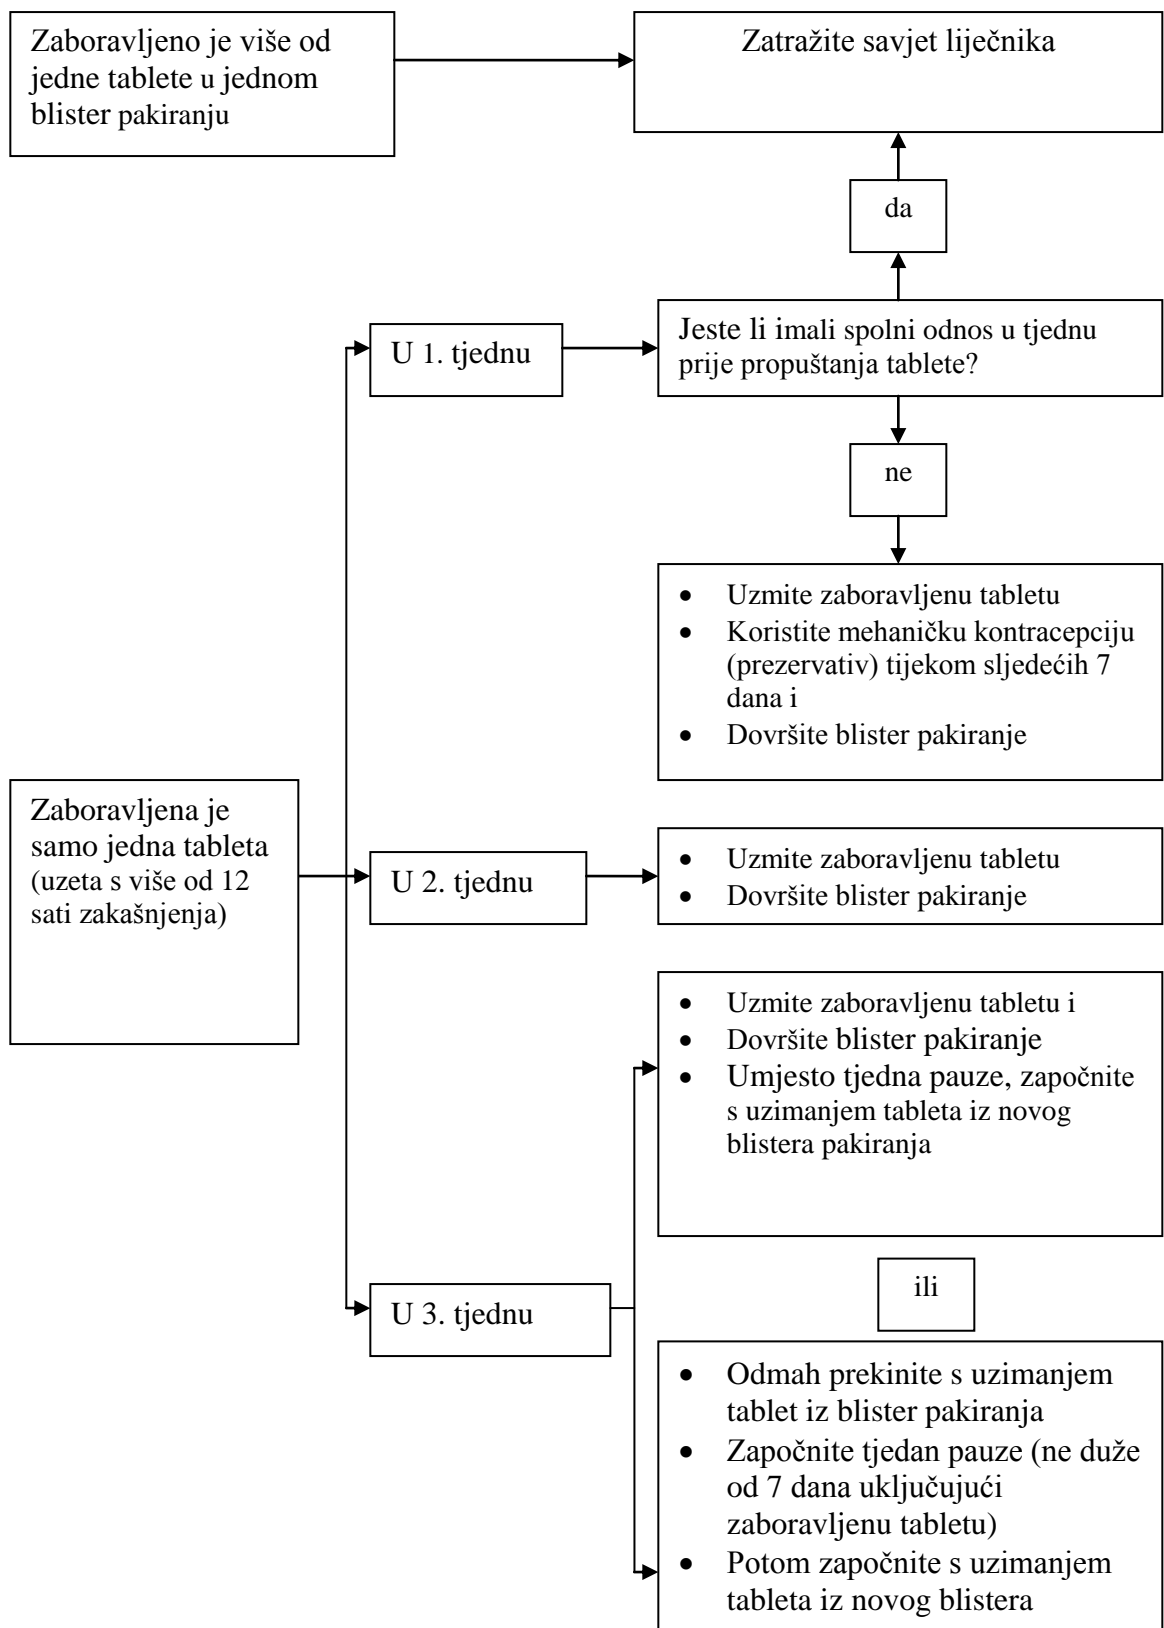 Zaboravljeno je više od
jedne tablete u jednom
blister pakiranju
Zatražite savjet liječnika
da
U 1. tjednu
Jeste li imali spolni odnos u tjednu
prije propuštanja tablete?
ne
• Uzmite zaboravljenu tabletu
• Koristite mehaničku kontracepciju
(prezervativ) tijekom sljedećih 7
dana i
• Dovršite blister pakiranje
Zaboravljena je
samo jedna tableta
(uzeta s više od 12
sati zakašnjenja)
U 2. tjednu
• Uzmite zaboravljenu tabletu
• Dovršite blister pakiranje
• Uzmite zaboravljenu tabletu i
• Dovršite blister pakiranje
• Umjesto tjedna pauze, započnite
s uzimanjem tableta iz novog
blistera pakiranja
U 3. tjednu
ili
• Odmah prekinite s uzimanjem
tablet iz blister pakiranja
• Započnite tjedan pauze (ne duže
od 7 dana uključujući
zaboravljenu tabletu)
• Potom započnite s uzimanjem
tableta iz novog blistera